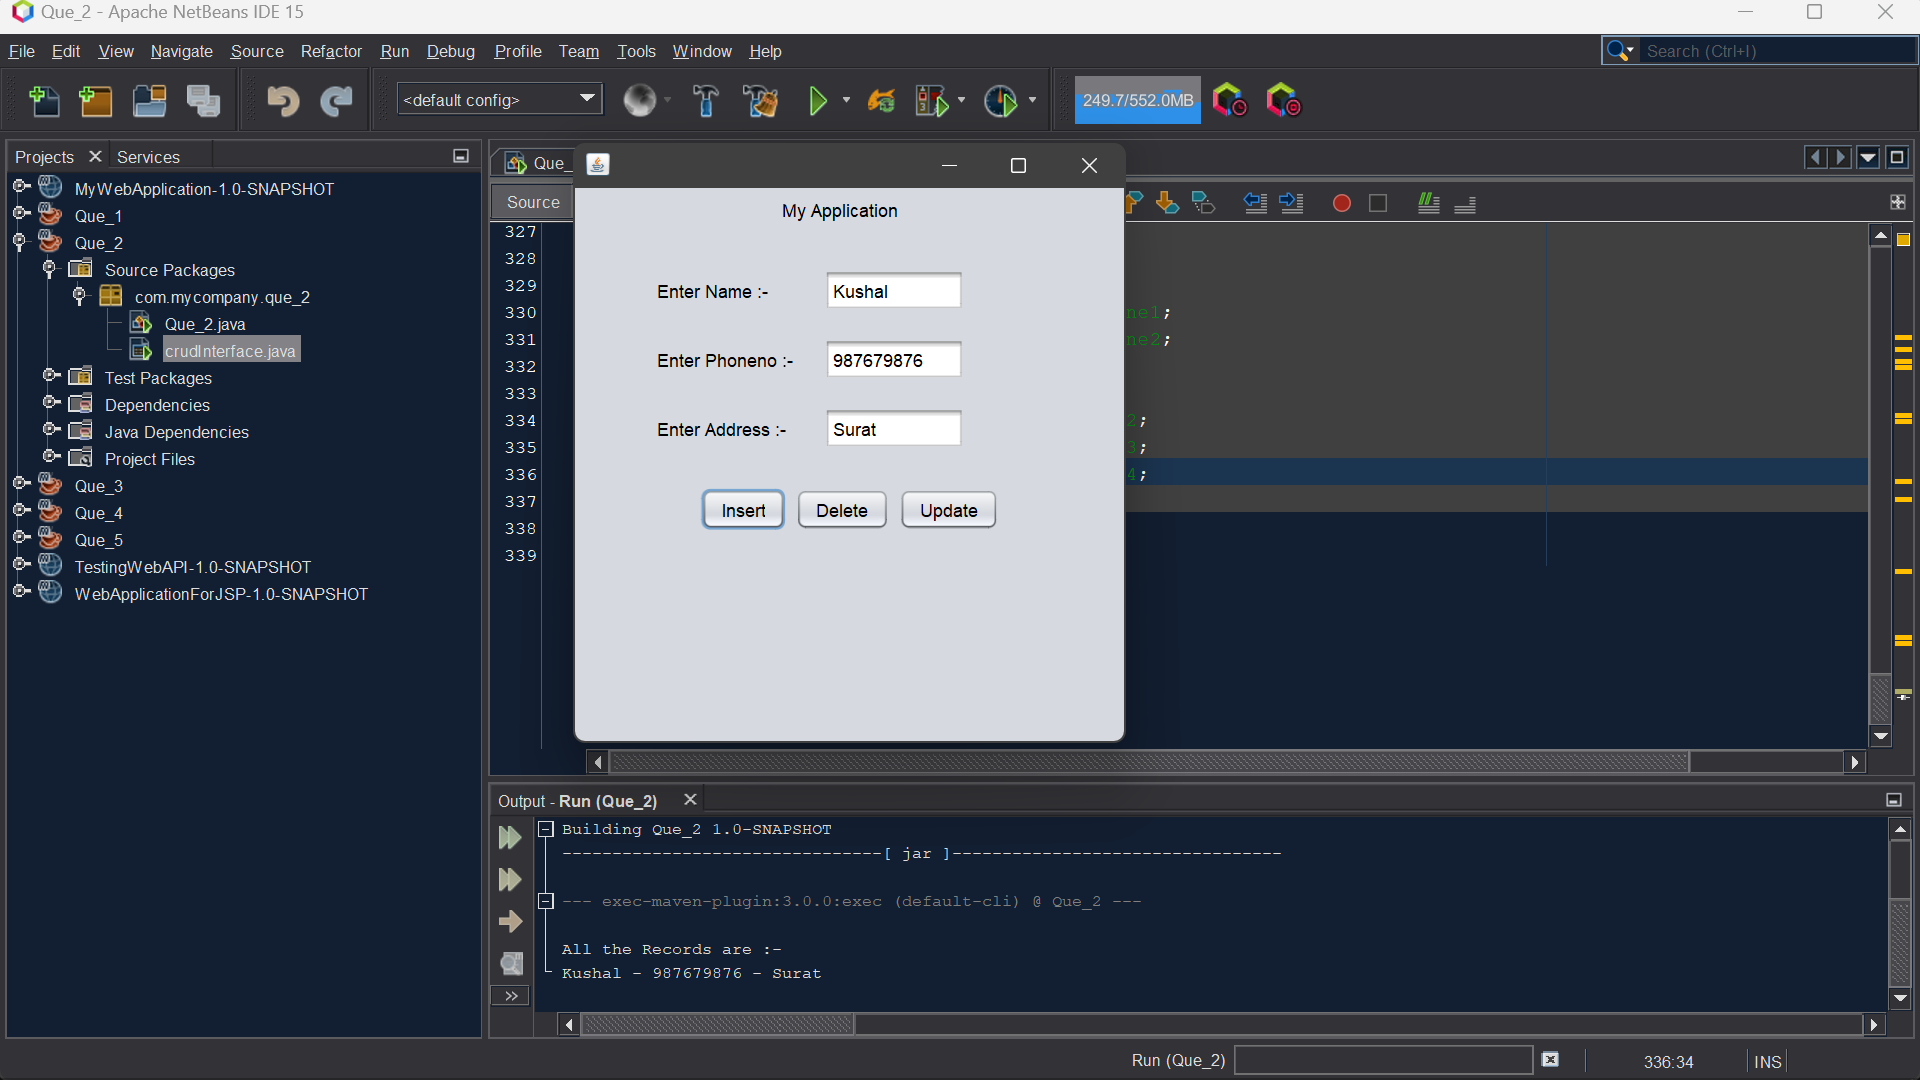 Que_2 - Apache NetBeans IDE 15
File Edit View Navigate Source Refactor Run Debug Profile Team Tools Window Help
Search (Ctrl+I)
<default config>
249.7/552.0MB
Projects
Services
MyWebApplication-1.0-SNAPSHOT
Que_1
Que_2
Source Packages
com.mycompany.que_2
Que_2.java
crudInterface.java
Test Packages
Dependencies
Java Dependencies
Project Files
Que_3
Que_4
Que_5
TestingWebAPI-1.0-SNAPSHOT
WebApplicationForJSP-1.0-SNAPSHOT
Que_
Source
327
328
329
330
331
332
333
334
335
336
337
338
339
nel;
ne2;
2;
3;
4;
My Application
Enter Name :- Kushal
Enter Phoneno :- 987679876
Enter Address :- Surat
Insert Delete Update
Output - Run (Que_2)
Building Que_2 1.0-SNAPSHOT
--------------------------------[ jar ]---------------------------------
--- exec-maven-plugin:3.0.0:exec (default-cli) @ Que_2 ---
All the Records are :-
Kushal - 987679876 - Surat
Run (Que_2)
336:34
INS